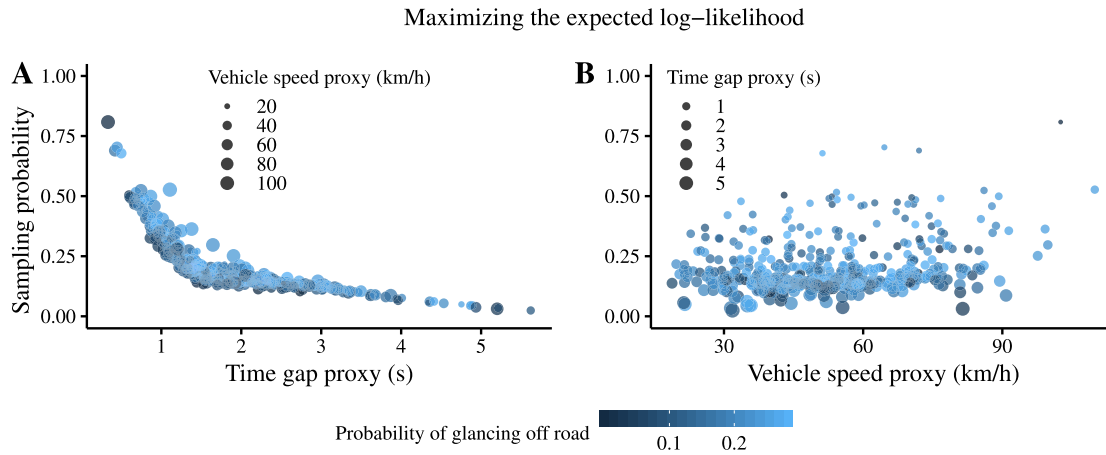 Maximizing the expected log−likelihood
A
Sampling probability
1.00
0.75
0.50
0.25
0.00
Vehicle speed proxy (km/h)
20
40
60
80
100
1 2 3 4 5
Time gap proxy (s)
B
1.00
0.75
0.50
0.25
0.00
Time gap proxy (s)
1
2
3
4
5
30 60 90
Vehicle speed proxy (km/h)
Probability of glancing off road
0.1 0.2